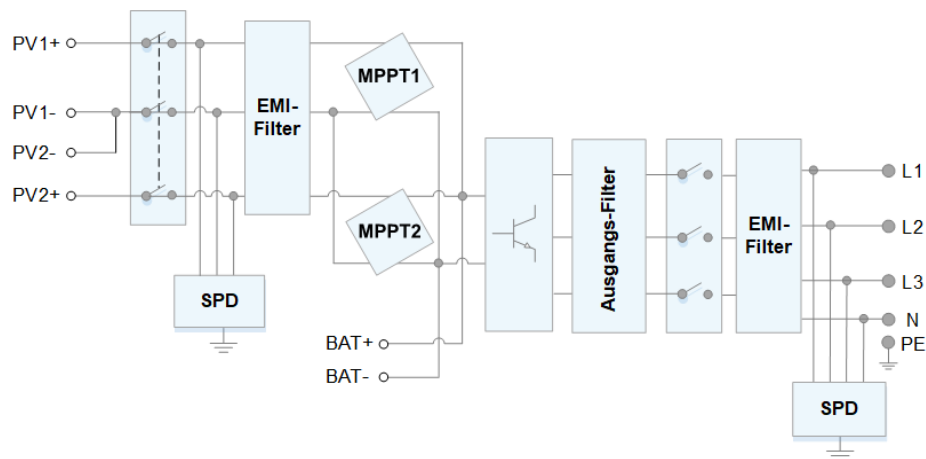 PV1+
PV1-
PV2-
PV2+
EMI-
Filter
MPPT1
MPPT2
SPD
BAT+
BAT-
Ausgangs-Filter
EMI-
Filter
L1
L2
L3
N
PE
SPD